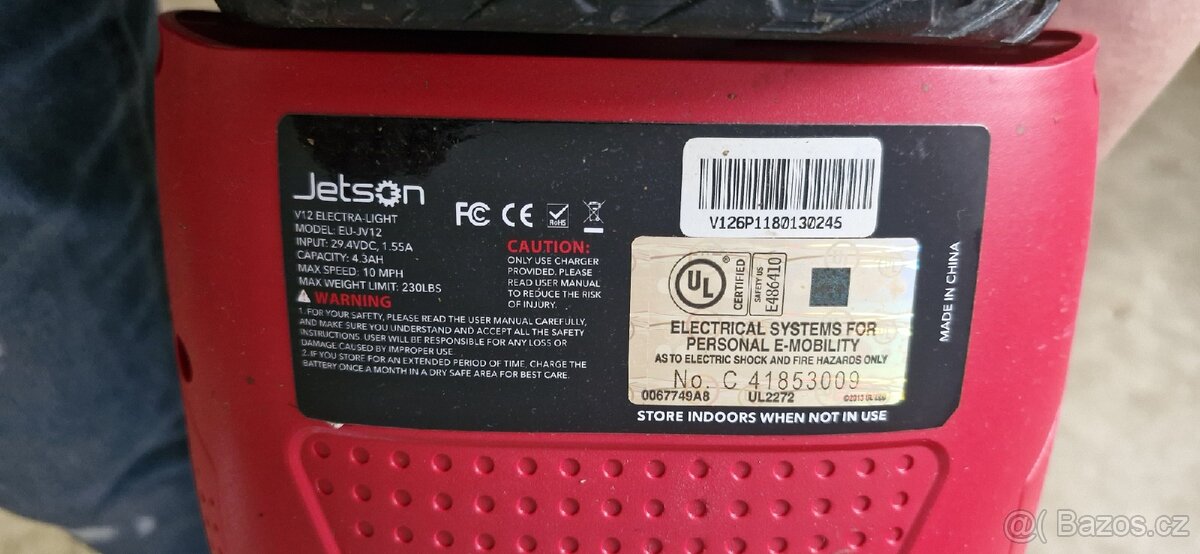 Jetson
V12 ELECTRA-LIGHT
MODEL: EU-JV12
INPUT: 29.4VDC, 1.55A
CAPACITY: 4.3AH
MAX SPEED: 10 MPH
MAX WEIGHT LIMIT: 230LBS
WARNING
1. FOR YOUR SAFETY, PLEASE READ THE USER MANUAL CAREFULLY,
AND MAKE SURE YOU UNDERSTAND AND ACCEPT ALL THE SAFETY
INSTRUCTIONS. USER WILL BE RESPONSIBLE FOR ANY LOSS OR
DAMAGE CAUSED BY IMPROPER USE.
2. IF YOU STORE FOR AN EXTENDED PERIOD OF TIME, CHARGE THE
BATTERY ONCE A MONTH IN A DRY SAFE AREA FOR BEST CARE.
FC CE RoHS
CAUTION:
ONLY USE CHARGER
PROVIDED. PLEASE
READ USER MANUAL
TO REDUCE THE RISK
OF INJURY.
V126P1180130245
UL
®
CERTIFIED
SAFETY US
E486410
ELECTRICAL SYSTEMS FOR
PERSONAL E-MOBILITY
AS TO ELECTRIC SHOCK AND FIRE HAZARDS ONLY
No. C 41853009
0067749A8 UL2272 ©2013 UL LLC
STORE INDOORS WHEN NOT IN USE
MADE IN CHINA
@( Bazos.cz